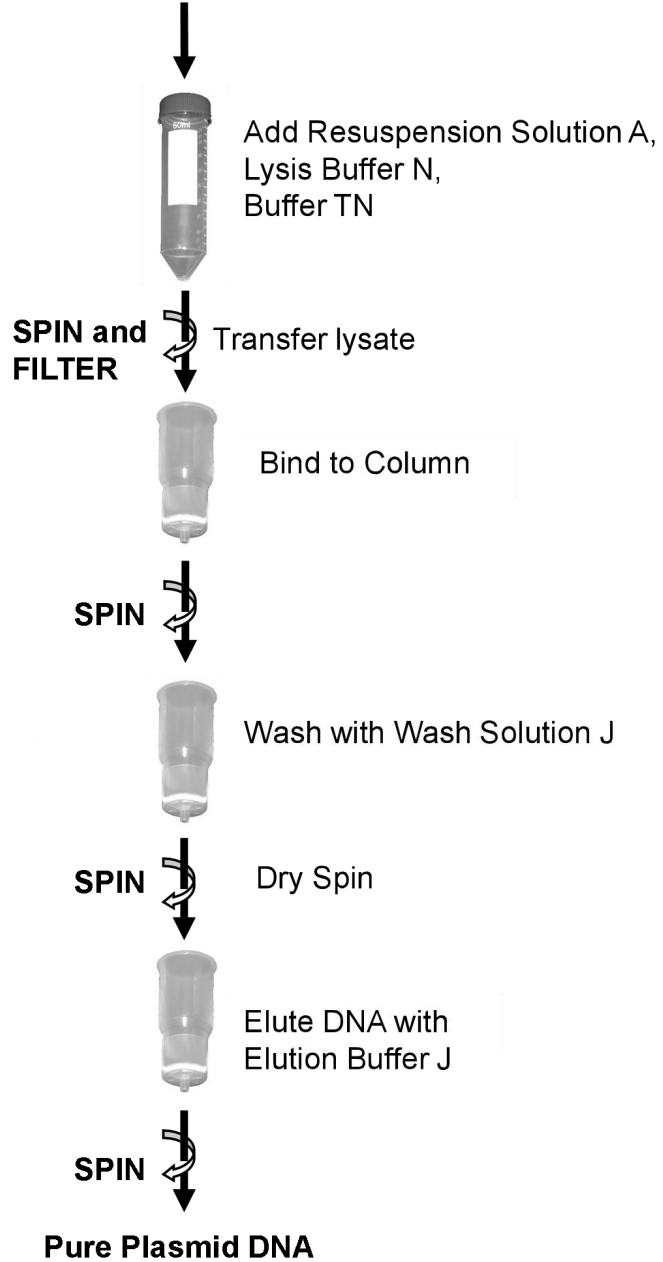 50ml
Add Resuspension Solution A,
Lysis Buffer N,
Buffer TN
SPIN and
FILTER
Transfer lysate
Bind to Column
SPIN
Wash with Wash Solution J
SPIN
Dry Spin
Elute DNA with
Elution Buffer J
SPIN
Pure Plasmid DNA